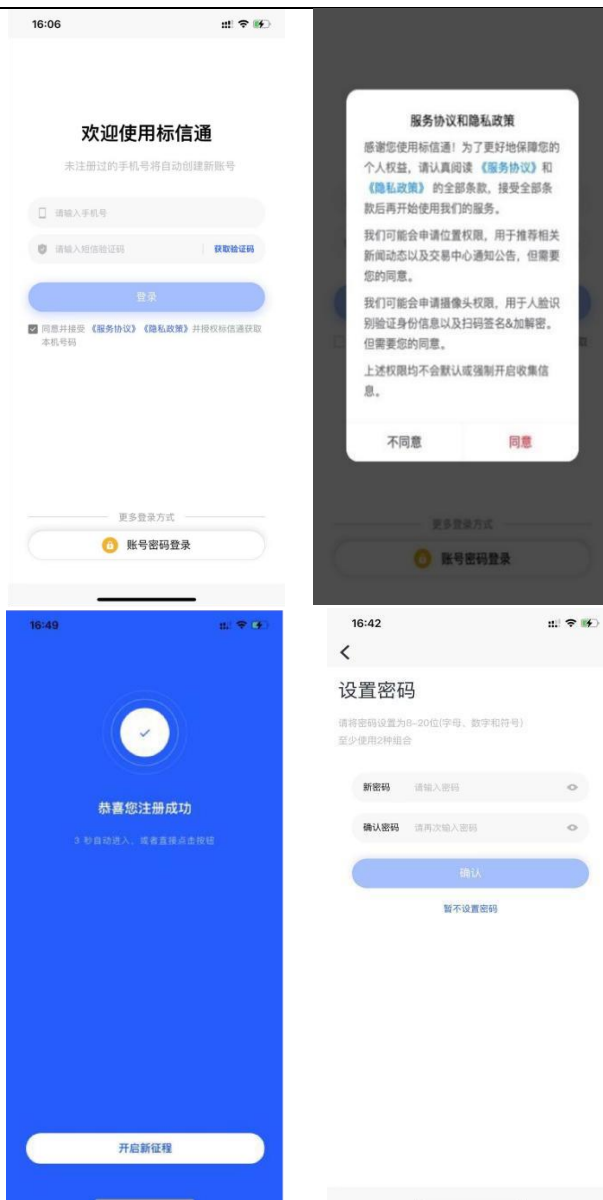 16:06
欢迎使用标信通
未注册过的手机号将自动创建新账号
请输入手机号
请输入短信验证码
获取验证码
登录
同意并接受《服务协议》《隐私政策》并授权标信通获取
本机号码
更多登录方式
账号密码登录
服务协议和隐私政策
感谢您使用标信通！为了更好地保障您的
个人权益，请认真阅读《服务协议》和
《隐私政策》的全部条款，接受全部条
款后再开始使用我们的服务。
我们可能会申请位置权限，用于推荐相关
新闻动态以及交易中心通知公告，但需要
您的同意。
我们可能会申请摄像头权限，用于人脸识
别验证身份信息以及扫码签名&加解密。
但需要您的同意。
上述权限均不会默认或强制开启收集信
息。
不同意
同意
更多登录方式
账号密码登录
16:49
恭喜您注册成功
3 秒自动进入，或者直接点击按钮
开启新征程
16:42
设置密码
请将密码设置为8-20位(字母、数字和符号)
至少使用2种组合
新密码 请输入密码
确认密码 请再次输入密码
确认
暂不设置密码